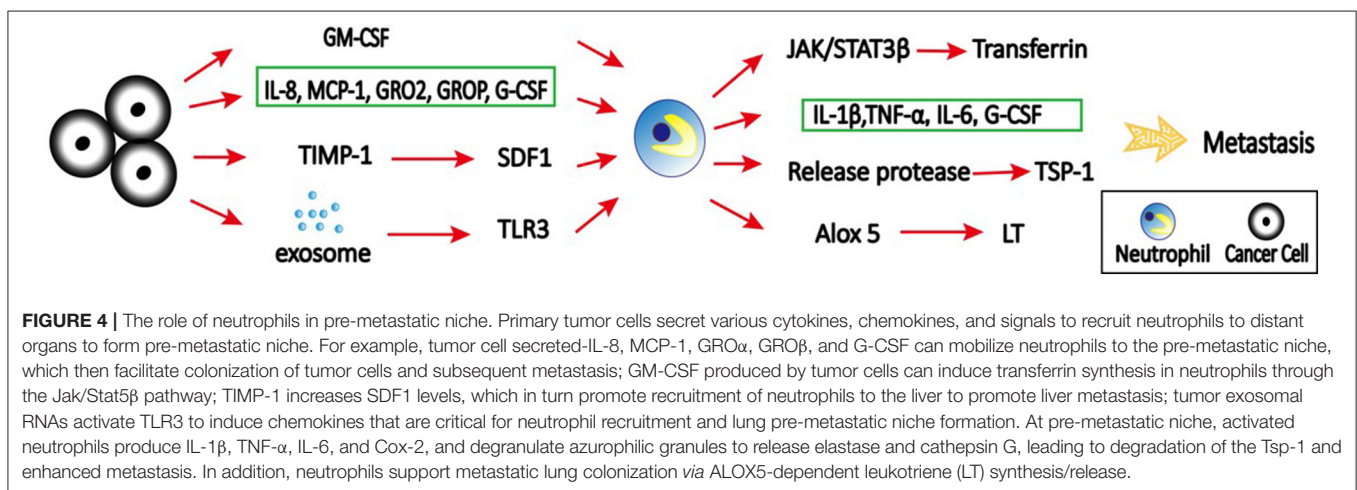 GM-CSF
JAK/STAT3β Transferrin
IL-8, MCP-1, GRO2, GROP, G-CSF
IL-1β,TNF-α, IL-6, G-CSF
Metastasis
TIMP-1 SDF1
Release protease TSP-1
exosome TLR3
Alox 5 LT
Neutrophil Cancer Cell
FIGURE 4 | The role of neutrophils in pre-metastatic niche. Primary tumor cells secret various cytokines, chemokines, and signals to recruit neutrophils to distant
organs to form pre-metastatic niche. For example, tumor cell secreted-IL-8, MCP-1, GROα, GROβ, and G-CSF can mobilize neutrophils to the pre-metastatic niche,
which then facilitate colonization of tumor cells and subsequent metastasis; GM-CSF produced by tumor cells can induce transferrin synthesis in neutrophils through
the Jak/Stat5β pathway; TIMP-1 increases SDF1 levels, which in turn promote recruitment of neutrophils to the liver to promote liver metastasis; tumor exosomal
RNAs activate TLR3 to induce chemokines that are critical for neutrophil recruitment and lung pre-metastatic niche formation. At pre-metastatic niche, activated
neutrophils produce IL-1β, TNF-α, IL-6, and Cox-2, and degranulate azurophilic granules to release elastase and cathepsin G, leading to degradation of the Tsp-1 and
enhanced metastasis. In addition, neutrophils support metastatic lung colonization via ALOX5-dependent leukotriene (LT) synthesis/release.